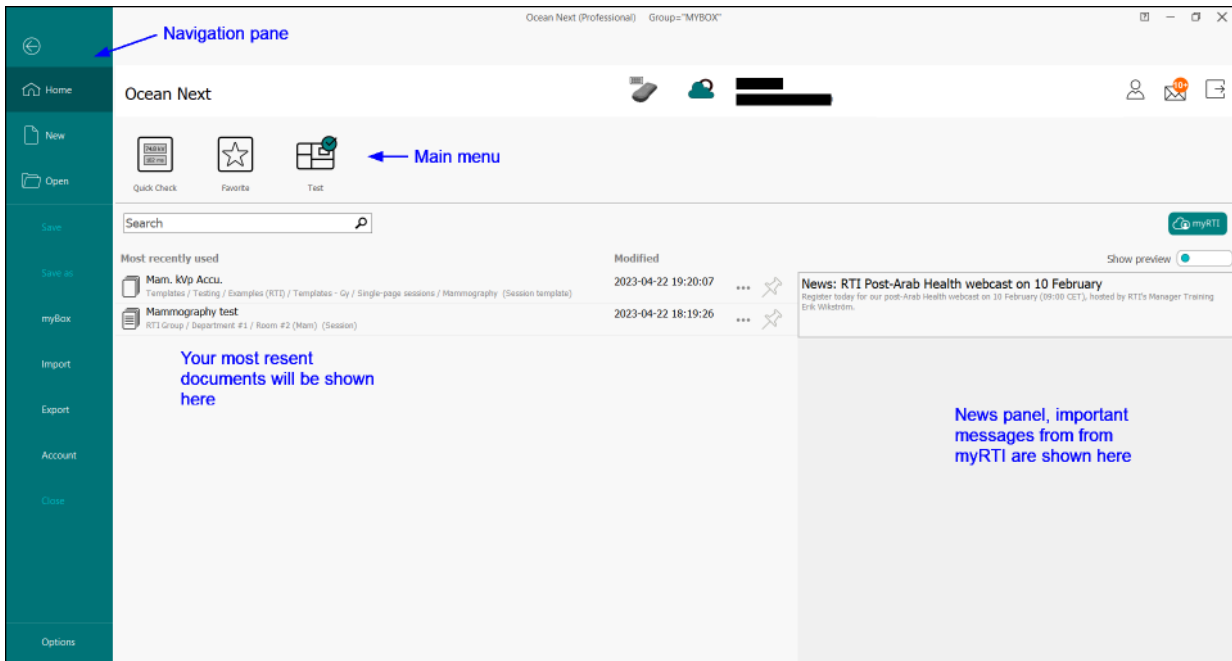 Ocean Next (Professional) Group="MYBOX"
Navigation pane
Home
Ocean Next
10+
New
Open
74.8 kV
102 ms
Main menu
Quick Check
Favorite
Test
Save
Search
myRTI
Most recently used
Modified
Show preview
Save as
Mam. kVp Accu.
2023-04-22 19:20:07
...
Templates / Testing / Examples (RTI) / Templates - Gy / Single-page sessions / Mammography (Session template)
News: RTI Post-Arab Health webcast on 10 February
Register today for our post-Arab Health webcast on 10 February (09:00 CET), hosted by RTI's Manager Training
Erik Wikström.
myBox
Mammography test
2023-04-22 18:19:26
...
RTI Group / Department #1 / Room #2 (Mam) (Session)
Your most resent
documents will be shown
here
Import
Export
News panel, important
messages from from
myRTI are shown here
Account
Close
Options